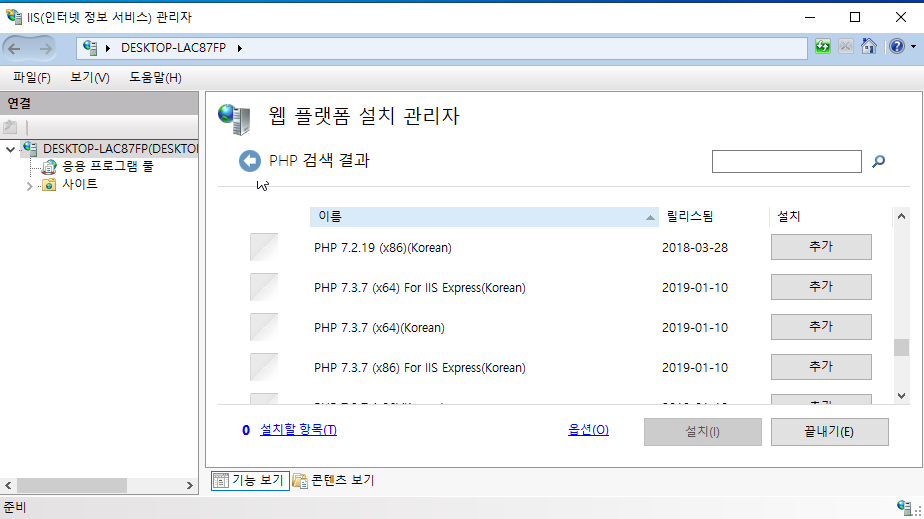 IIS(인터넷 정보 서비스) 관리자
DESKTOP-LAC87FP
파일(F) 보기(V) 도움말(H)
연결
DESKTOP-LAC87FP(DESKTO
응용 프로그램 풀
사이트
웹 플랫폼 설치 관리자
PHP 검색 결과
이름 릴리스됨 설치
PHP 7.2.19 (x86)(Korean) 2018-03-28 추가
PHP 7.3.7 (x64) For IIS Express(Korean) 2019-01-10 추가
PHP 7.3.7 (x64)(Korean) 2019-01-10 추가
PHP 7.3.7 (x86) For IIS Express(Korean) 2019-01-10 추가
0 설치할 항목(T) 옵션(O) 설치(I) 끝내기(E)
기능 보기 콘텐츠 보기
준비